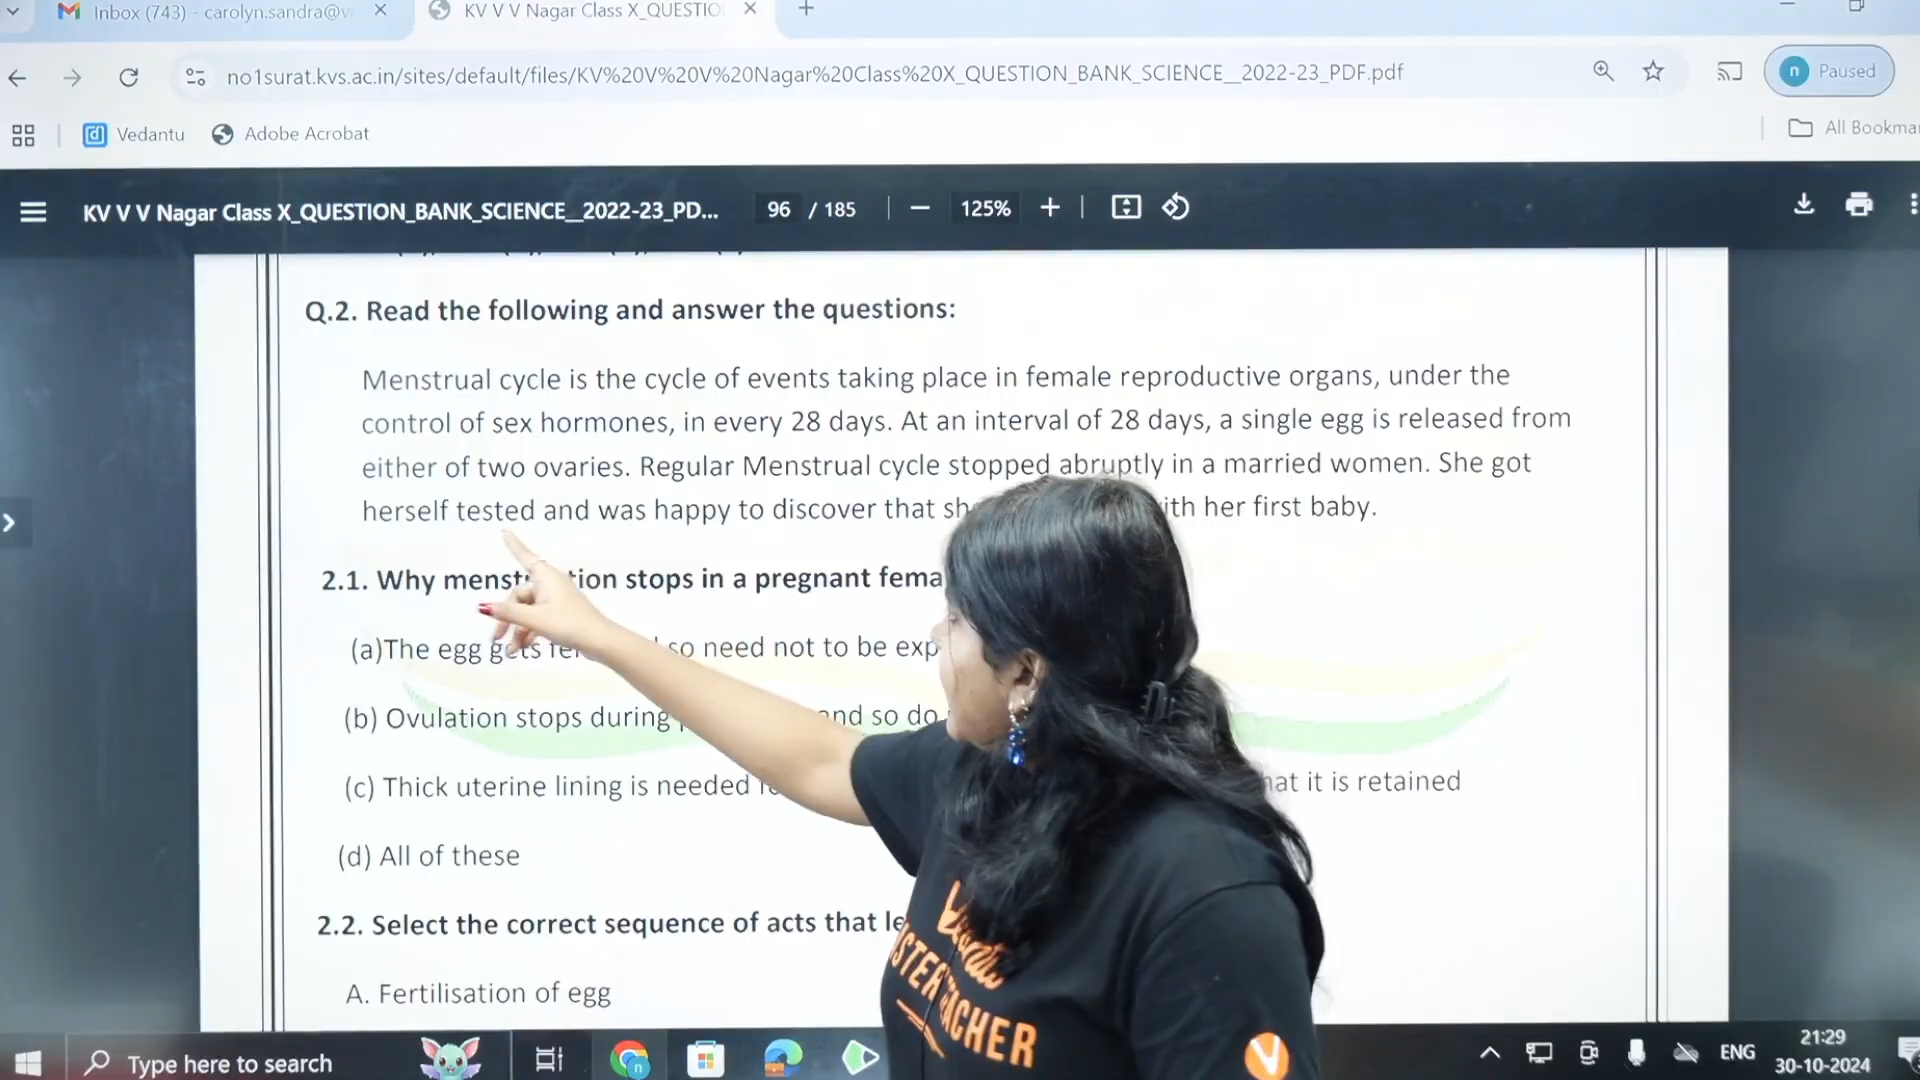 Inbox (743) - carolyn.sandra@v
KV V V Nagar Class X_QUESTIO
no1surat.kvs.ac.in/sites/default/files/KV%20V%20V%20Nagar%20Class%20X_QUESTION_BANK_SCIENCE__2022-23_PDF.pdf
n Paused
Vedantu
Adobe Acrobat
All Bookma
KV V V Nagar Class X_QUESTION_BANK_SCIENCE__2022-23_PD...
96 / 185
125%
Q.2. Read the following and answer the questions:
Menstrual cycle is the cycle of events taking place in female reproductive organs, under the
control of sex hormones, in every 28 days. At an interval of 28 days, a single egg is released from
either of two ovaries. Regular Menstrual cycle stopped abruptly in a married women. She got
herself tested and was happy to discover that sh ith her first baby.
2.1. Why menst tion stops in a pregnant fema
(a)The egg gets fe so need not to be exp
(b) Ovulation stops during and so do
(c) Thick uterine lining is needed hat it is retained
(d) All of these
2.2. Select the correct sequence of acts that le
A. Fertilisation of egg
STER TEACHER
V
Type here to search
n
ENG
21:29
30-10-2024